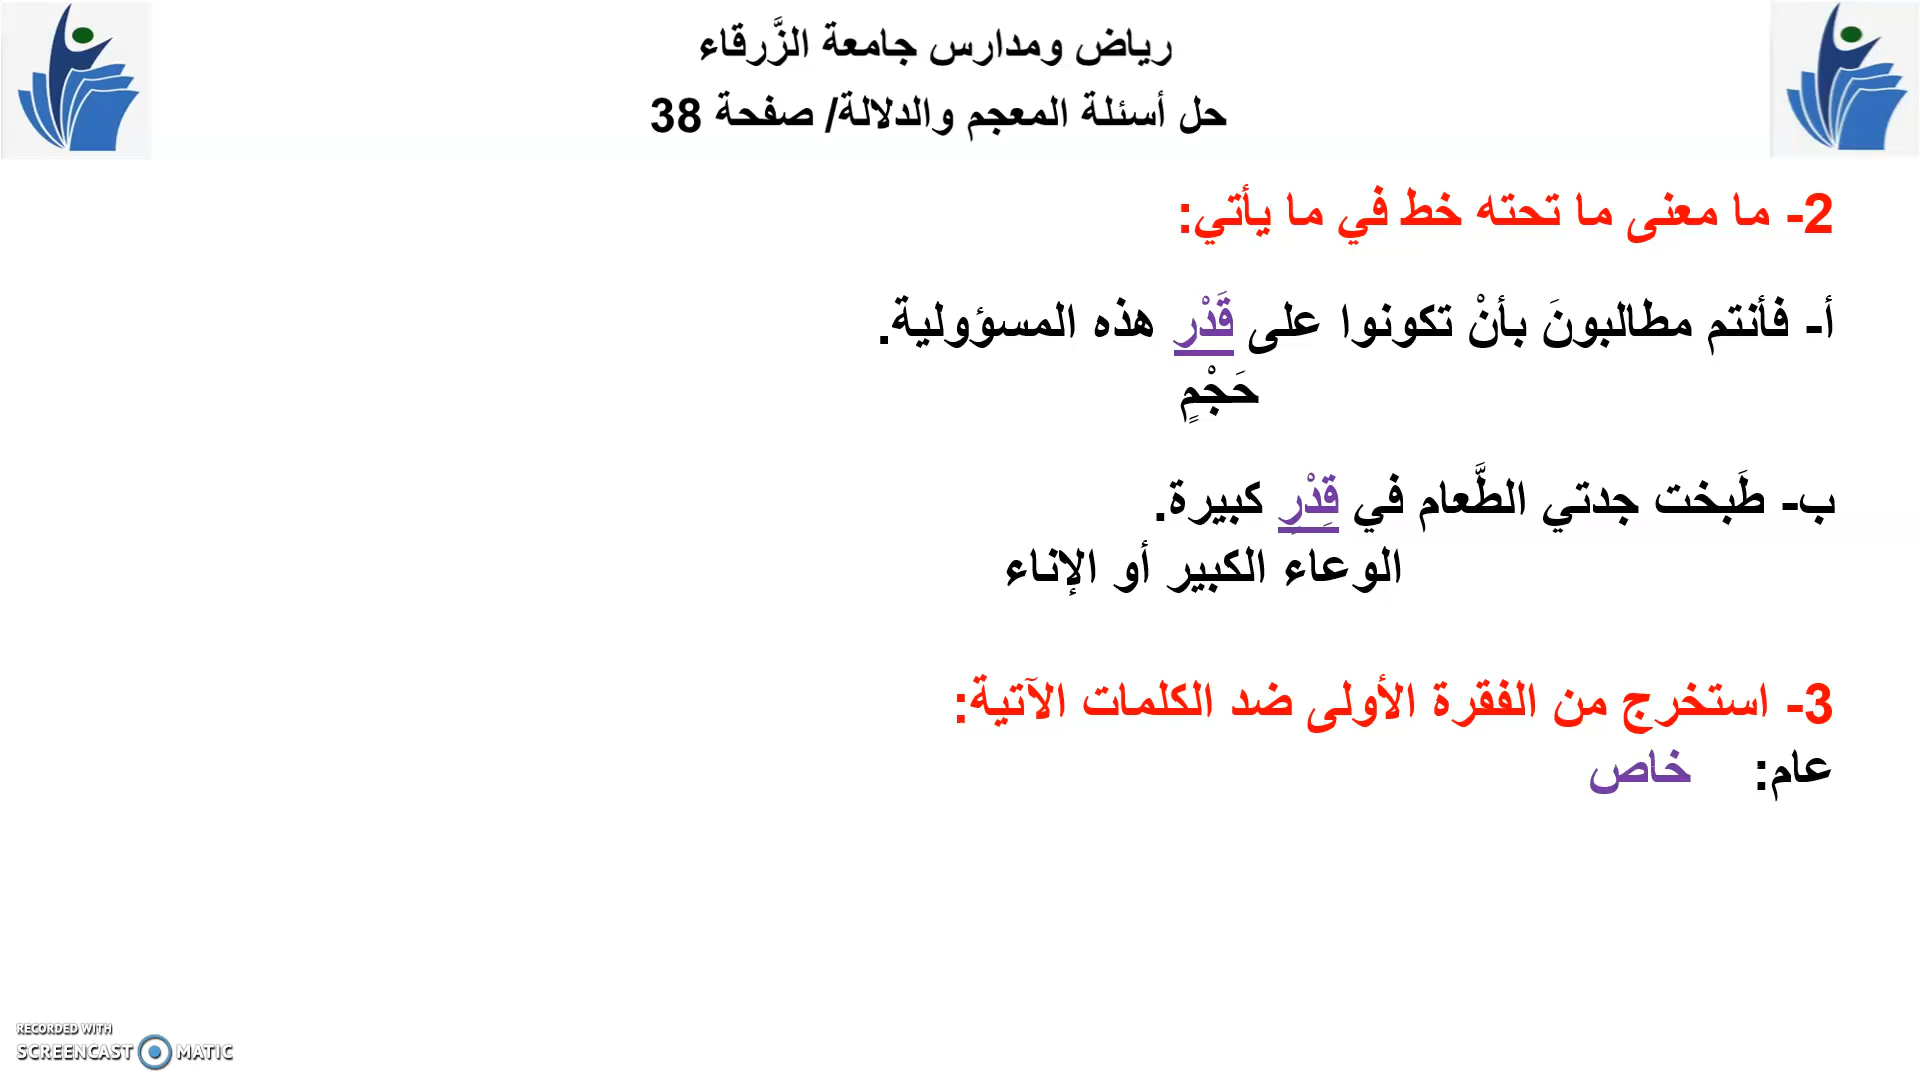 رياض ومدارس جامعة الزَّرقاء
حل أسئلة المعجم والدلالة/ صفحة 38
2- ما معنى ما تحته خط في ما يأتي:
أ- فأنتم مطالبونَ بأنْ تكونوا على قَدْرِ هذه المسؤولية.
حَجْمٍ
ب- طَبخت جدتي الطَّعام في قِدْرِ كبيرة.
الوعاء الكبير أو الإناء
3- استخرج من الفقرة الأولى ضد الكلمات الآتية:
عام: خاص
RECORDED WITH
SCREENCAST MATIC